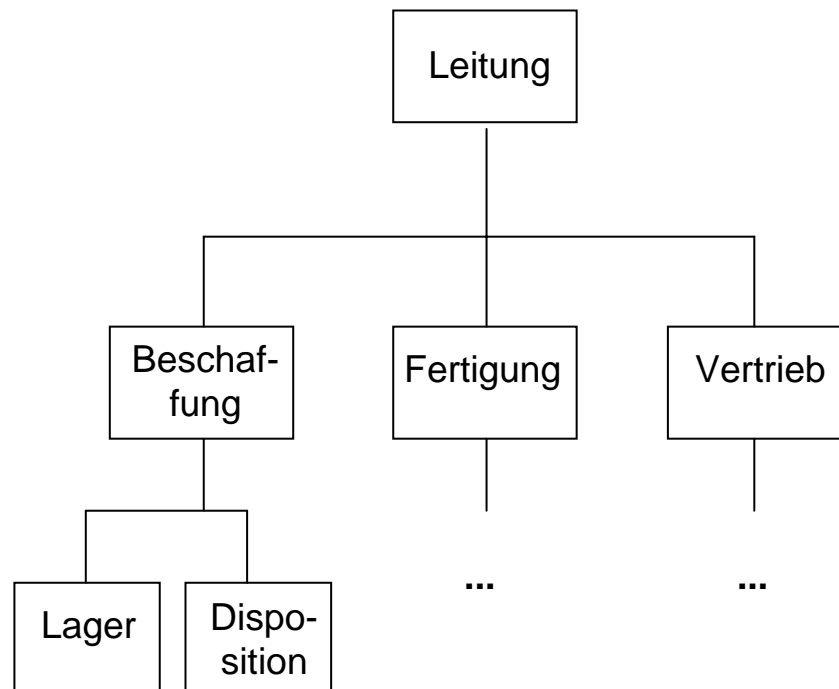 Leitung
Beschaf-
fung
Fertigung
Vertrieb
...
...
Lager
Dispo-
sition